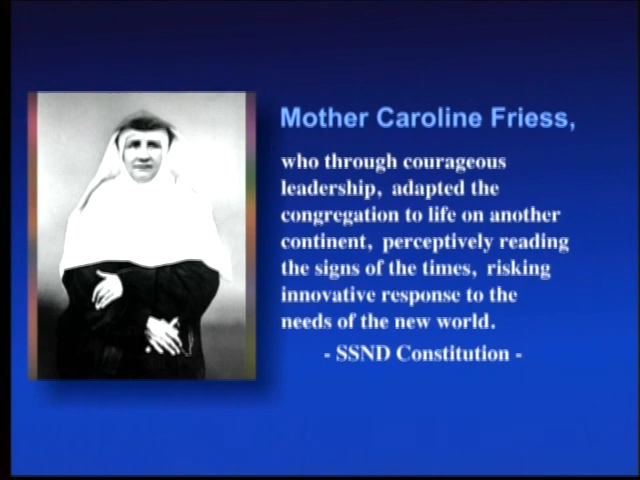 Mother Caroline Friess,
who through courageous
leadership, adapted the
congregation to life on another
continent, perceptively reading
the signs of the times, risking
innovative response to the
needs of the new world.
- SSND Constitution -